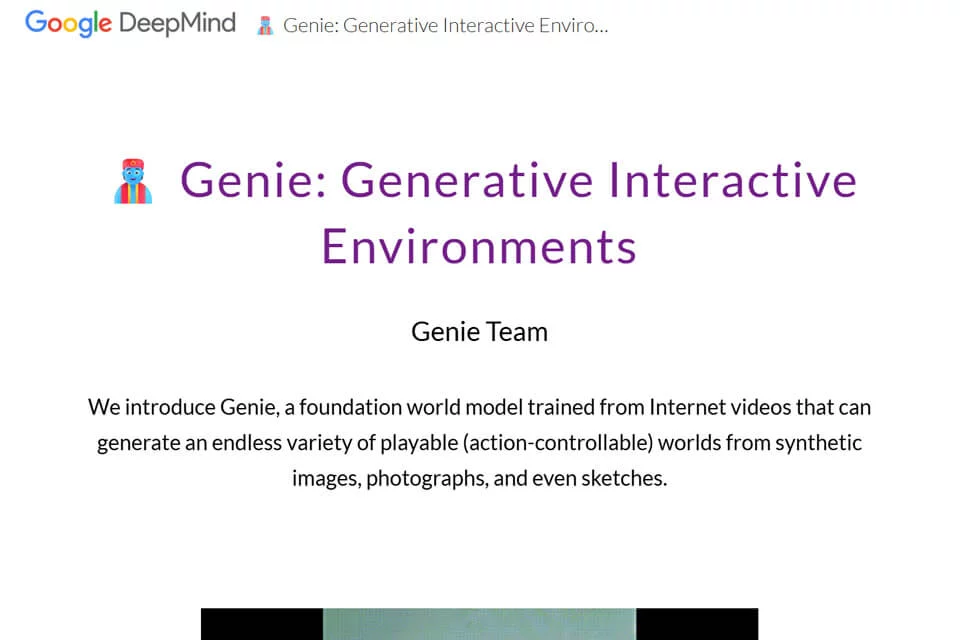 Google DeepMind
Genie: Generative Interactive Enviro...
Genie: Generative Interactive
Environments
Genie Team
We introduce Genie, a foundation world model trained from Internet videos that can
generate an endless variety of playable (action-controllable) worlds from synthetic
images, photographs, and even sketches.